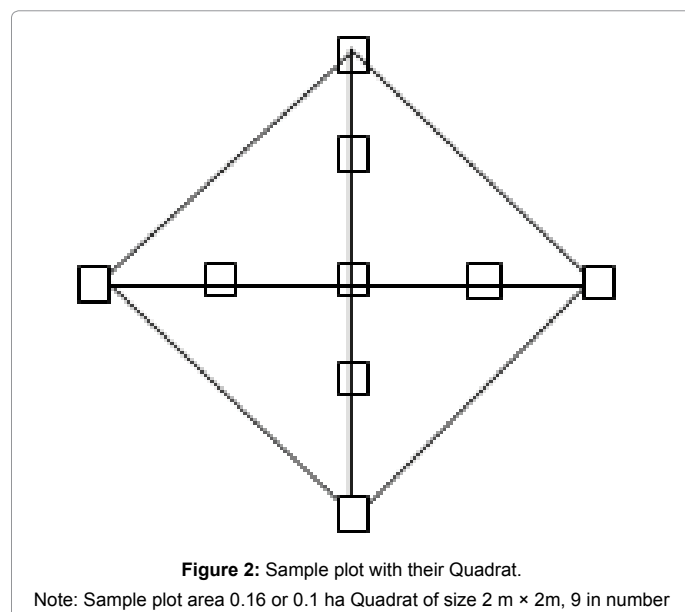 Figure 2: Sample plot with their Quadrat.
Note: Sample plot area 0.16 or 0.1 ha Quadrat of size 2 m × 2m, 9 in number